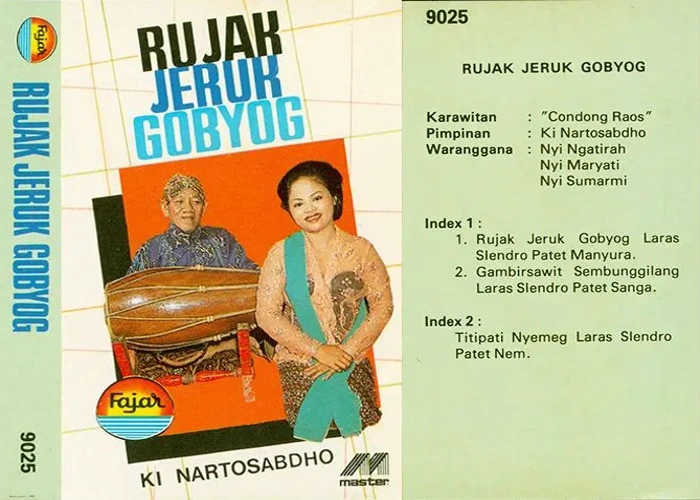 Fajar
RUJAK JERUK GOBYOG
9025
RUJAK
JERUK
GOBYOG
Fajar
KI NARTOSABDHO
master
9025
RUJAK JERUK GOBYOG
Karawitan : "Condong Raos"
Pimpinan : Ki Nartosabdho
Waranggana : Nyi Ngatirah
Nyi Maryati
Nyi Sumarmi
Index 1 :
1. Rujak Jeruk Gobyog Laras
Slendro Patet Manyura.
2. Gambirsawit Sembunggilang
Laras Slendro Patet Sanga.
Index 2 :
Titipati Nyemeg Laras Slendro
Patet Nem.